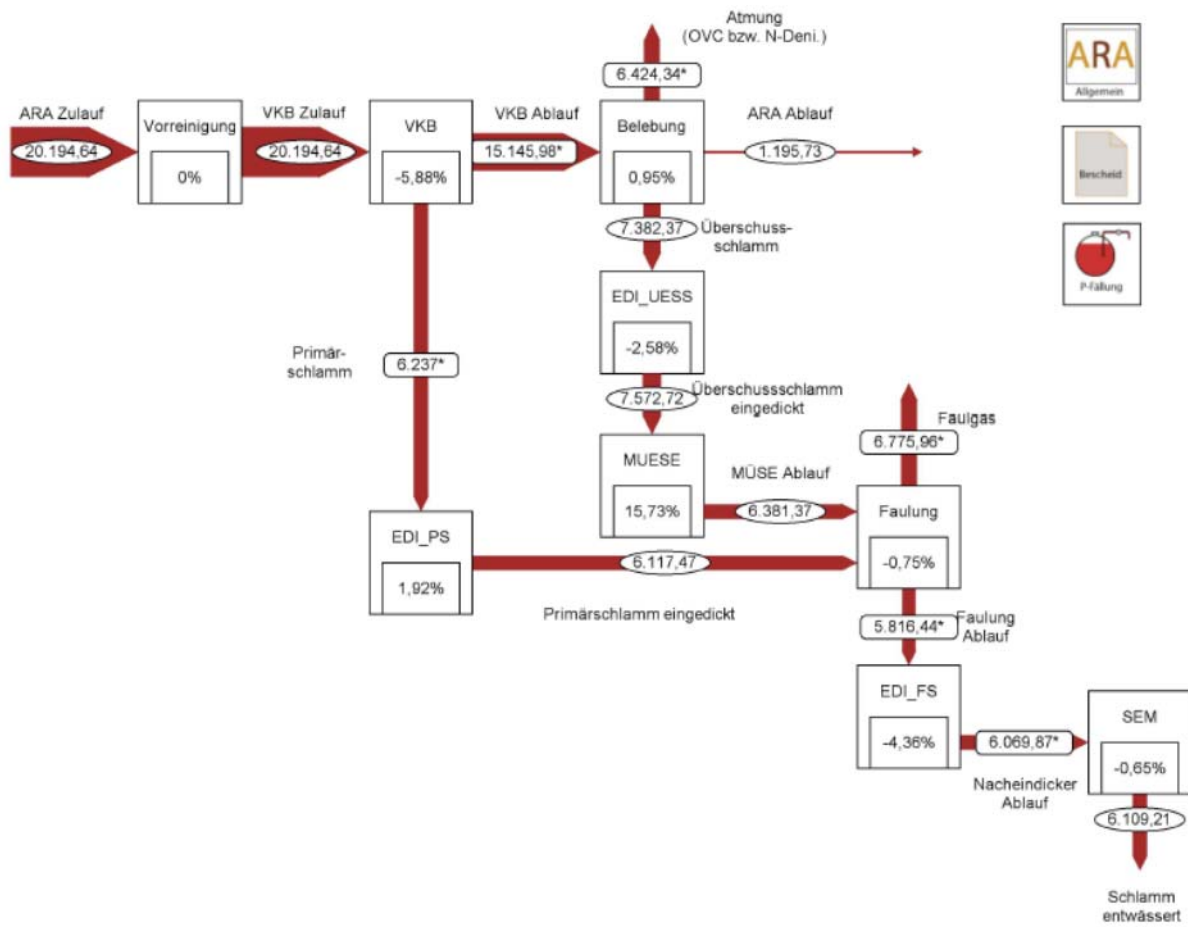 Atmung
(OVC bzw. N-Deni.)
6.424,34*
ARA
Allgemein
ARA Zulauf
Vorreinigung
VKB Zulauf
VKB
VKB Ablauf
Belebung
ARA Ablauf
20.194,64
0%
20.194,64
-5,88%
15.145,98*
0,95%
1.195,73
Bescheid
7.382,37
Überschuss-
schlamm
P-Fällung
EDI_UESS
-2,58%
Primär-
schlamm
6.237*
7.572,72
Überschussschlamm
eingedickt
Faulgas
6.775,96*
MUESE
MÜSE Ablauf
15,73%
6.381,37
Faulung
EDI_PS
1,92%
6.117,47
-0,75%
Primärschlamm eingedickt
5.816,44*
Faulung
Ablauf
EDI_FS
-4,36%
6.069,87*
Nacheindicker
Ablauf
SEM
-0,65%
6.109,21
Schlamm
entwässert